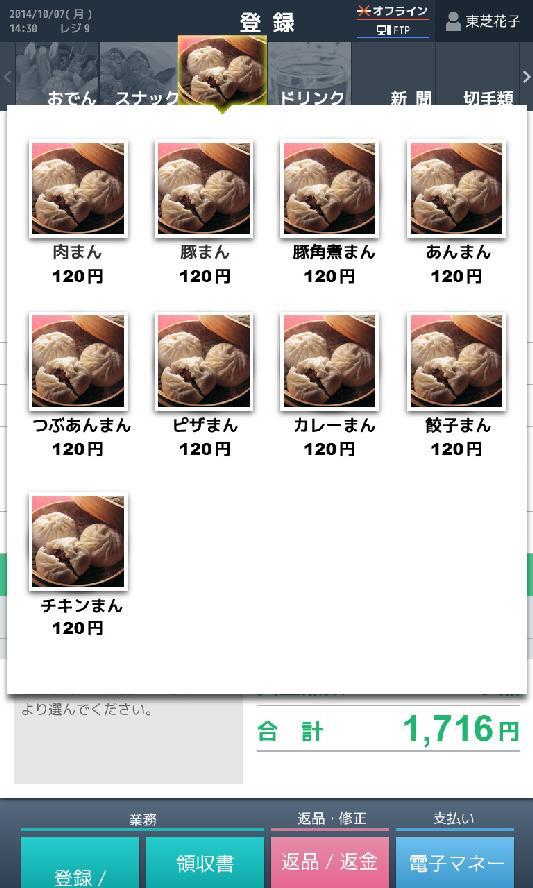 2014/10/07(月)
14:30 レジ9
登 録
オフライン
FTP
東芝花子
おでん
スナック
ドリンク
新 聞
切手類
肉まん
豚まん
豚角煮まん
あんまん
120円
120円
120円
120円
つぶあんまん
ピザまん
カレーまん
餃子まん
120円
120円
120円
120円
チキンまん
120円
より選んでください。
合 計
1,716円
業務
返品・修正
支払い
登録 /
領収書
返品 / 返金
電子マネー